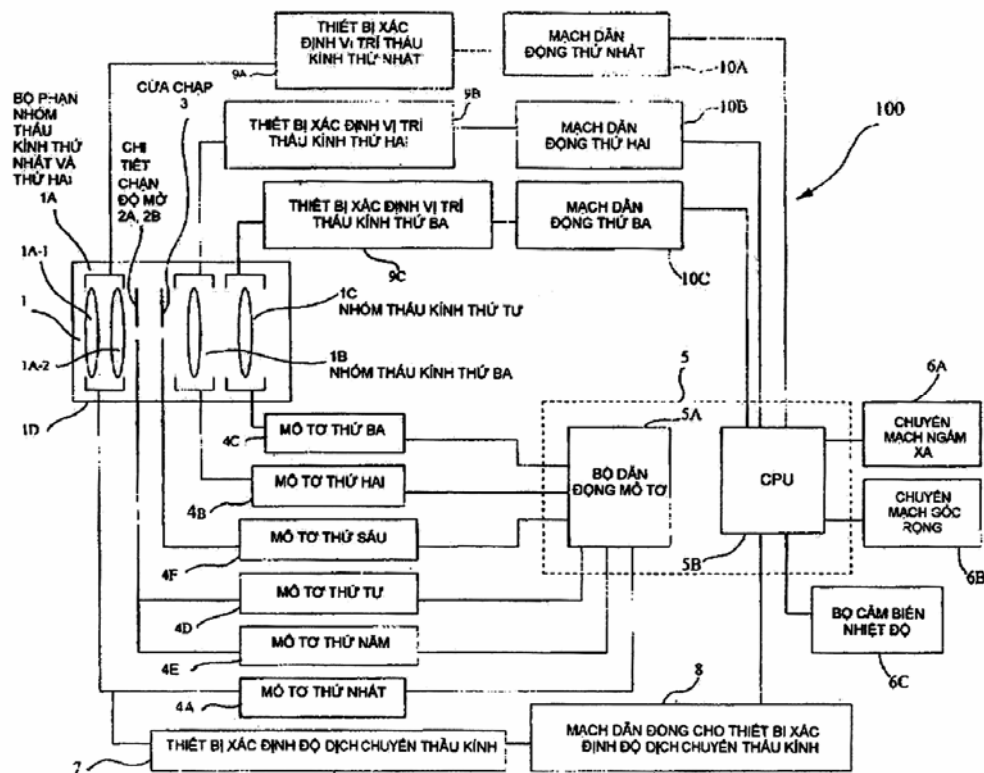 THIẾT BỊ XÁC
ĐỊNH VỊ TRÍ THẤU
KÍNH THỨ NHẤT
9A
MẠCH DẪN
ĐỘNG THỨ NHẤT
10A
CỬA CHẬP
3
9B
10B
100
BỘ PHẬN
NHÓM
THẤU
KÍNH THỨ
NHẤT VÀ
THỨ HAI
1A
CHI
TIẾT
CHẮN
ĐỘ MỞ
2A, 2B
THIẾT BỊ XÁC ĐỊNH VỊ TRÍ
THẤU KÍNH THỨ HAI
MẠCH DẪN
ĐỘNG THỨ HAI
THIẾT BỊ XÁC ĐỊNH VỊ TRÍ
THẤU KÍNH THỨ BA
9C
MẠCH DẪN
ĐỘNG THỨ BA
10C
1A-1
1
1A-2
1D
1C
NHÓM THẤU KÍNH THỨ TƯ
1B
NHÓM THẤU KÍNH THỨ BA
5
5A
6A
MÔ TƠ THỨ BA
4C
MÔ TƠ THỨ HAI
4B
MÔ TƠ THỨ SÁU
4F
MÔ TƠ THỨ TƯ
4D
MÔ TƠ THỨ NĂM
4E
MÔ TƠ THỨ NHẤT
4A
BỘ DẪN
ĐỘNG MÔ TƠ
CPU
5B
CHUYỂN
MẠCH NGẮM
XA
CHUYỂN
MẠCH GÓC
RỘNG
6B
BỘ CẢM BIẾN
NHIỆT ĐỘ
6C
8
THIẾT BỊ XÁC ĐỊNH ĐỘ DỊCH CHUYỂN THẤU KÍNH
7
MẠCH DẪN ĐỘNG CHO THIẾT BỊ XÁC
ĐỊNH ĐỘ DỊCH CHUYỂN THẤU KÍNH